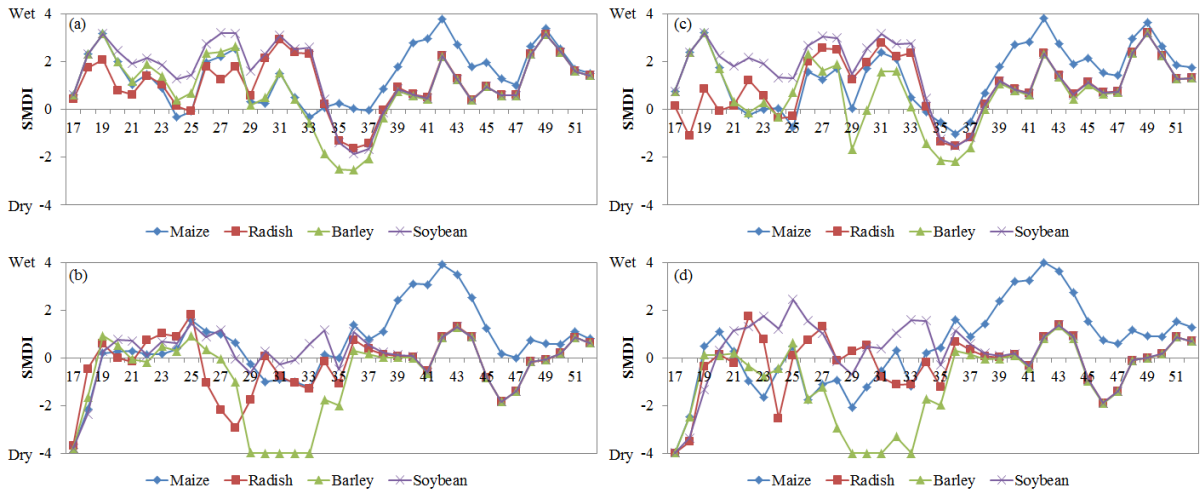 Wet 4 (a)
2
SMDI 0
17 19 21 23 25 27 29 31 33 35 37 39 41 43 45 47 49 51
-2
Dry -4
Maize Radish Barley Soybean
Wet 4 (c)
2
SMDI 0
17 19 21 23 25 27 29 31 33 35 37 39 41 43 45 47 49 51
-2
Dry -4
Maize Radish Barley Soybean
Wet 4 (b)
2
SMDI 0
17 19 21 23 25 27 29 31 33 35 37 39 41 43 45 47 49 51
-2
Dry -4
Maize Radish Barley Soybean
Wet 4 (d)
2
SMDI 0
17 19 21 23 25 27 29 31 33 35 37 39 41 43 45 47 49 51
-2
Dry -4
Maize Radish Barley Soybean